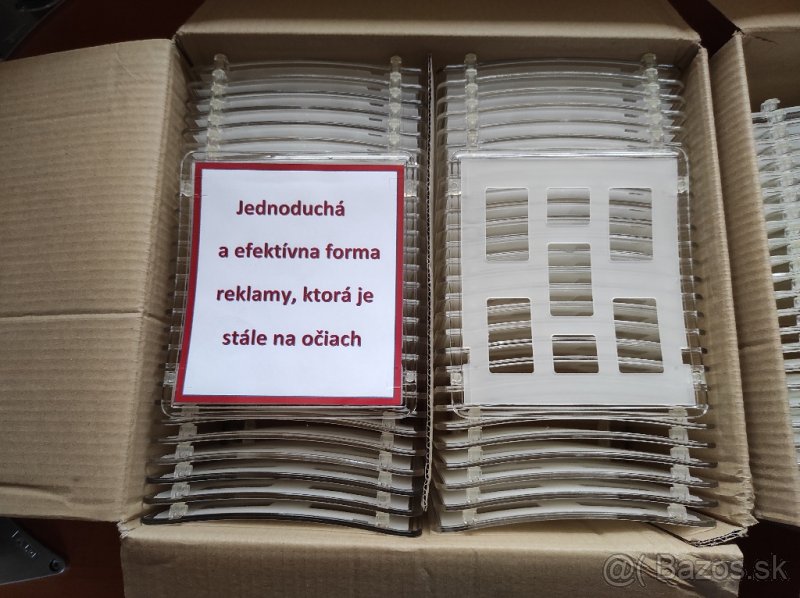 Jednoduchá
a efektívna forma
reklamy, ktorá je
stále na očiach
@( Bazos.sk